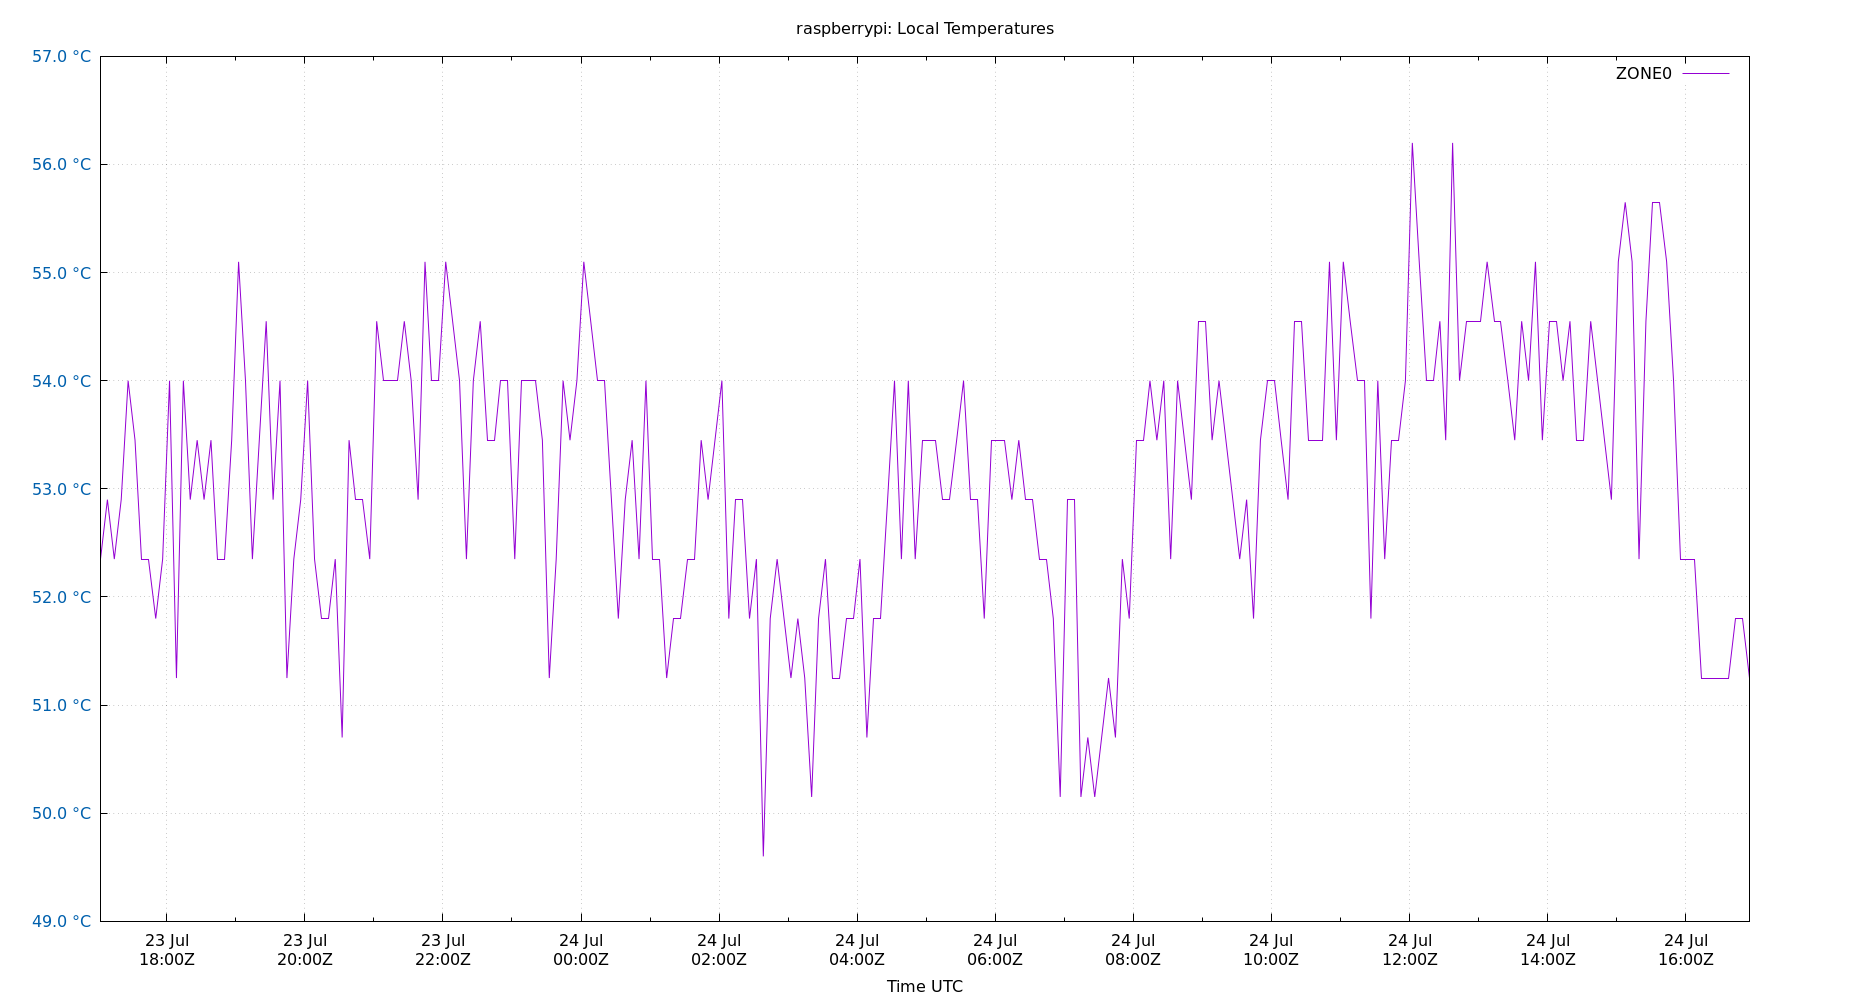 raspberrypi: Local Temperatures
57.0 °C
ZONE0
56.0 °C
55.0 °C
54.0 °C
53.0 °C
52.0 °C
51.0 °C
50.0 °C
49.0 °C
23 Jul 23 Jul 23 Jul 24 Jul 24 Jul 24 Jul 24 Jul 24 Jul 24 Jul 24 Jul 24 Jul 24 Jul
18:00Z 20:00Z 22:00Z 00:00Z 02:00Z 04:00Z 06:00Z 08:00Z 10:00Z 12:00Z 14:00Z 16:00Z
Time UTC